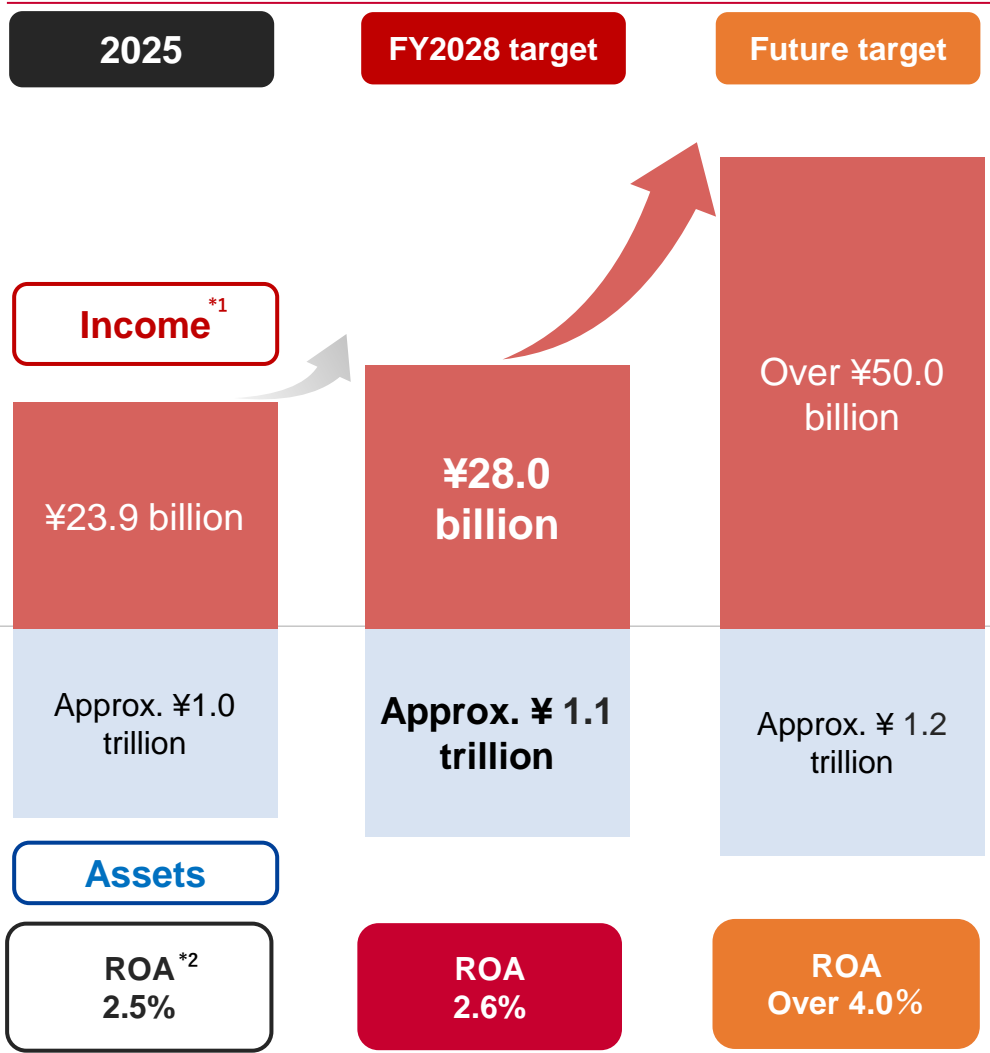 2025
FY2028 target
Future target
Income*1
¥23.9 billion
¥28.0
billion
Over ¥50.0
billion
Approx. ¥1.0
trillion
Approx. ¥ 1.1
trillion
Approx. ¥ 1.2
trillion
Assets
ROA*2
2.5%
ROA
2.6%
ROA
Over 4.0%